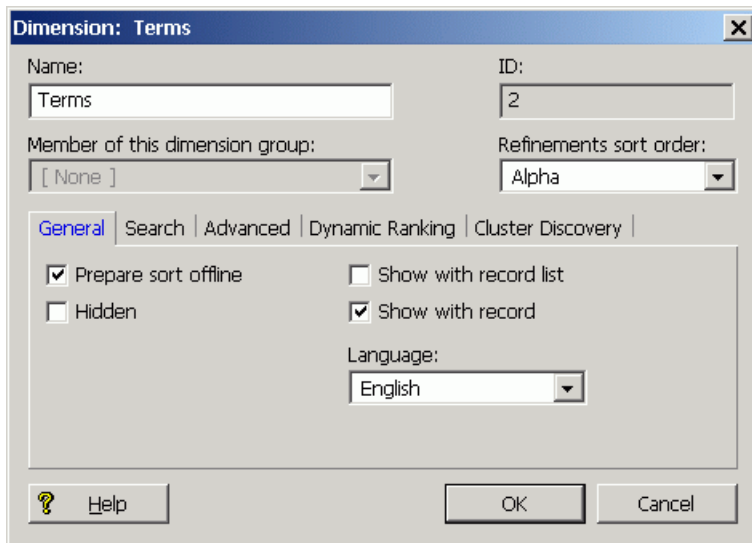 Dimension: Terms
Name: ID:
Terms 2
Member of this dimension group: Refinements sort order:
[ None ] Alpha
General Search Advanced Dynamic Ranking Cluster Discovery
Prepare sort offline Show with record list
Hidden Show with record
Language:
English
Help OK Cancel